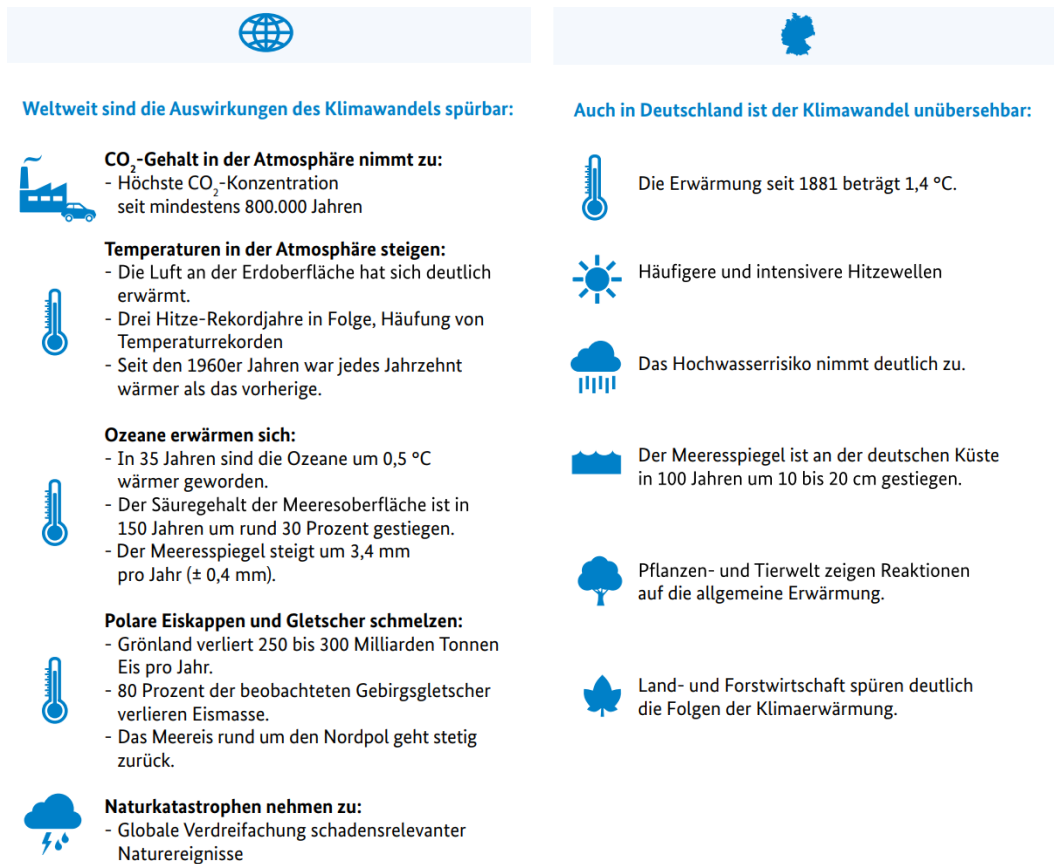 Weltweit sind die Auswirkungen des Klimawandels spürbar:
CO₂-Gehalt in der Atmosphäre nimmt zu:
- Höchste CO₂-Konzentration
seit mindestens 800.000 Jahren
Temperaturen in der Atmosphäre steigen:
- Die Luft an der Erdoberfläche hat sich deutlich
erwärmt.
- Drei Hitze-Rekordjahre in Folge, Häufung von
Temperaturrekorden
- Seit den 1960er Jahren war jedes Jahrzehnt
wärmer als das vorherige.
Ozeane erwärmen sich:
- In 35 Jahren sind die Ozeane um 0,5 °C
wärmer geworden.
- Der Säuregehalt der Meeresoberfläche ist in
150 Jahren um rund 30 Prozent gestiegen.
- Der Meeresspiegel steigt um 3,4 mm
pro Jahr (± 0,4 mm).
Polare Eiskappen und Gletscher schmelzen:
- Grönland verliert 250 bis 300 Milliarden Tonnen
Eis pro Jahr.
- 80 Prozent der beobachteten Gebirgsgletscher
verlieren Eismasse.
- Das Meereis rund um den Nordpol geht stetig
zurück.
Naturkatastrophen nehmen zu:
- Globale Verdreifachung schadensrelevanter
Naturereignisse
Auch in Deutschland ist der Klimawandel unübersehbar:
Die Erwärmung seit 1881 beträgt 1,4 °C.
Häufigere und intensivere Hitzewellen
Das Hochwasserrisiko nimmt deutlich zu.
Der Meeresspiegel ist an der deutschen Küste
in 100 Jahren um 10 bis 20 cm gestiegen.
Pflanzen- und Tierwelt zeigen Reaktionen
auf die allgemeine Erwärmung.
Land- und Forstwirtschaft spüren deutlich
die Folgen der Klimaerwärmung.